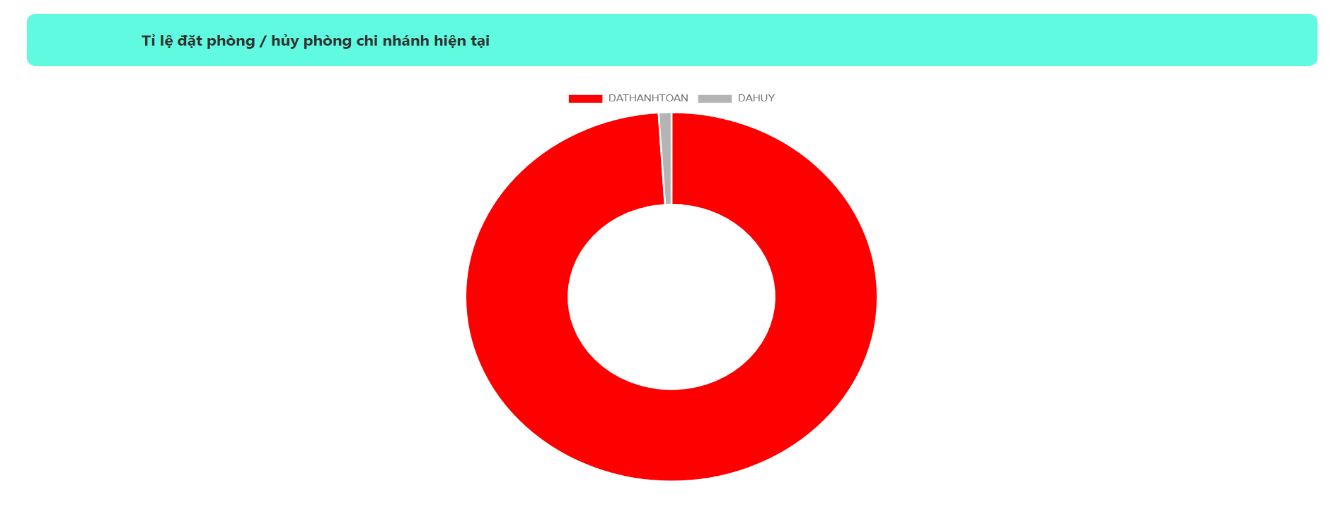 Tỉ lệ đặt phòng / hủy phòng chi nhánh hiện tại
DATHANHTOAN DAHUY